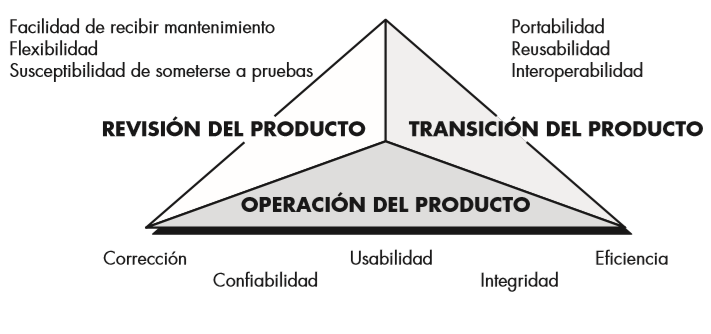 Facilidad de recibir mantenimiento
Flexibilidad
Susceptibilidad de someterse a pruebas
Portabilidad
Reusabilidad
Interoperabilidad
REVISIÓN DEL PRODUCTO
TRANSICIÓN DEL PRODUCTO
OPERACIÓN DEL PRODUCTO
Corrección
Usabilidad
Eficiencia
Confiabilidad
Integridad